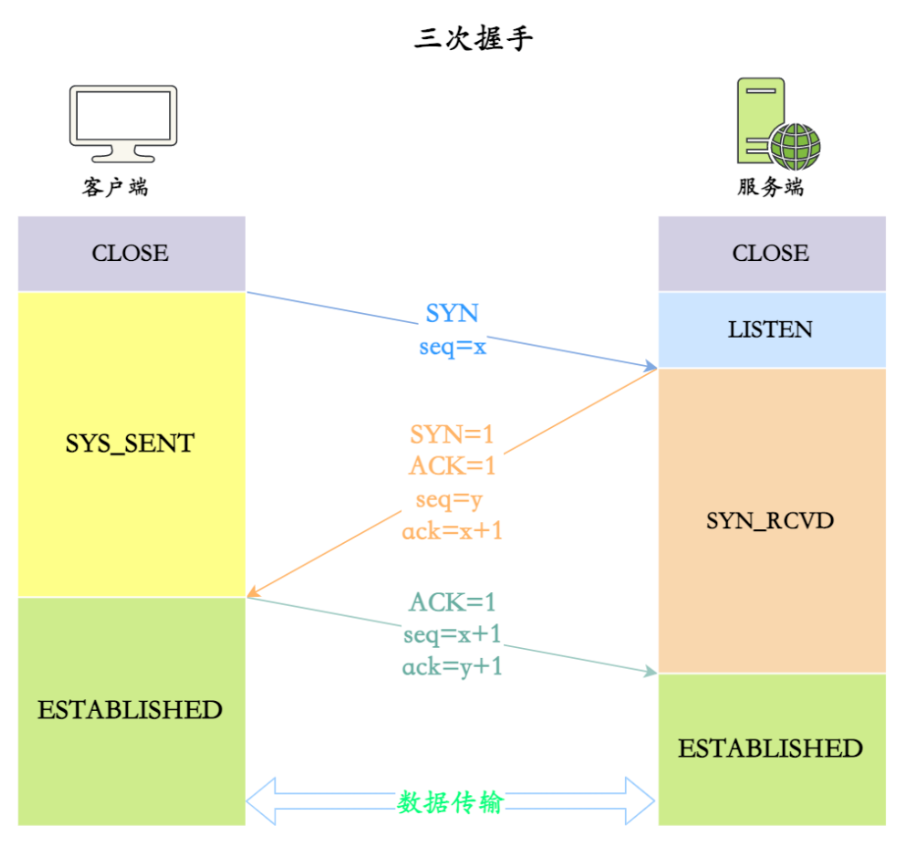 三次握手
客户端
服务端
CLOSE
CLOSE
SYN
seq=x
LISTEN
SYS_SENT
SYN=1
ACK=1
seq=y
ack=x+1
SYN_RCVD
ACK=1
seq=x+1
ack=y+1
ESTABLISHED
ESTABLISHED
数据传输